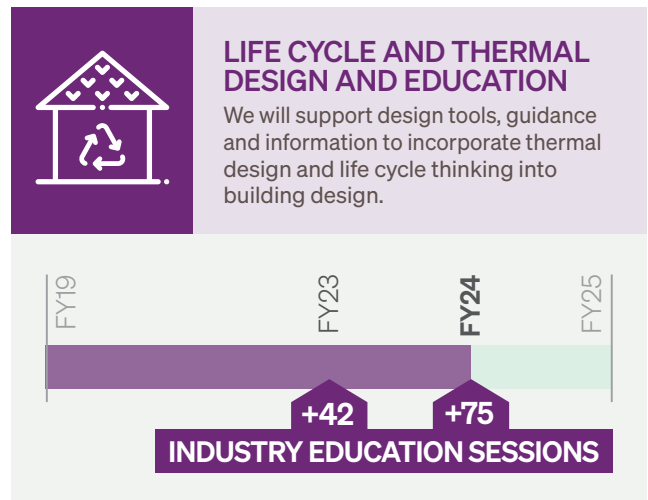 LIFE CYCLE AND THERMAL
DESIGN AND EDUCATION
We will support design tools, guidance
and information to incorporate thermal
design and life cycle thinking into
building design.
FY19
FY23
FY24
FY25
+42
+75
INDUSTRY EDUCATION SESSIONS